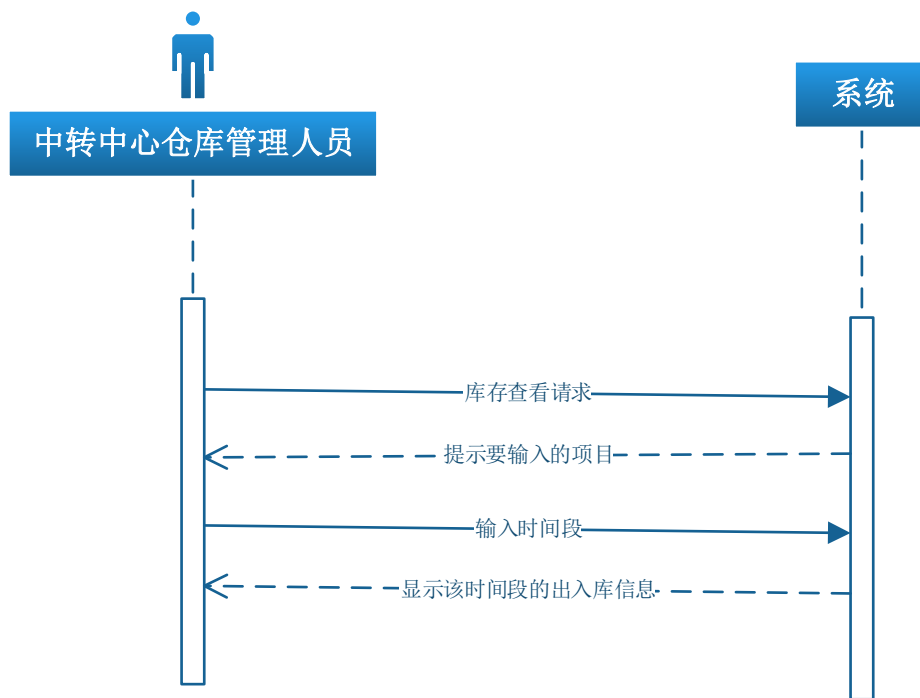 中转中心仓库管理人员
系统
库存查看请求
提示要输入的项目
输入时间段
显示该时间段的出入库信息